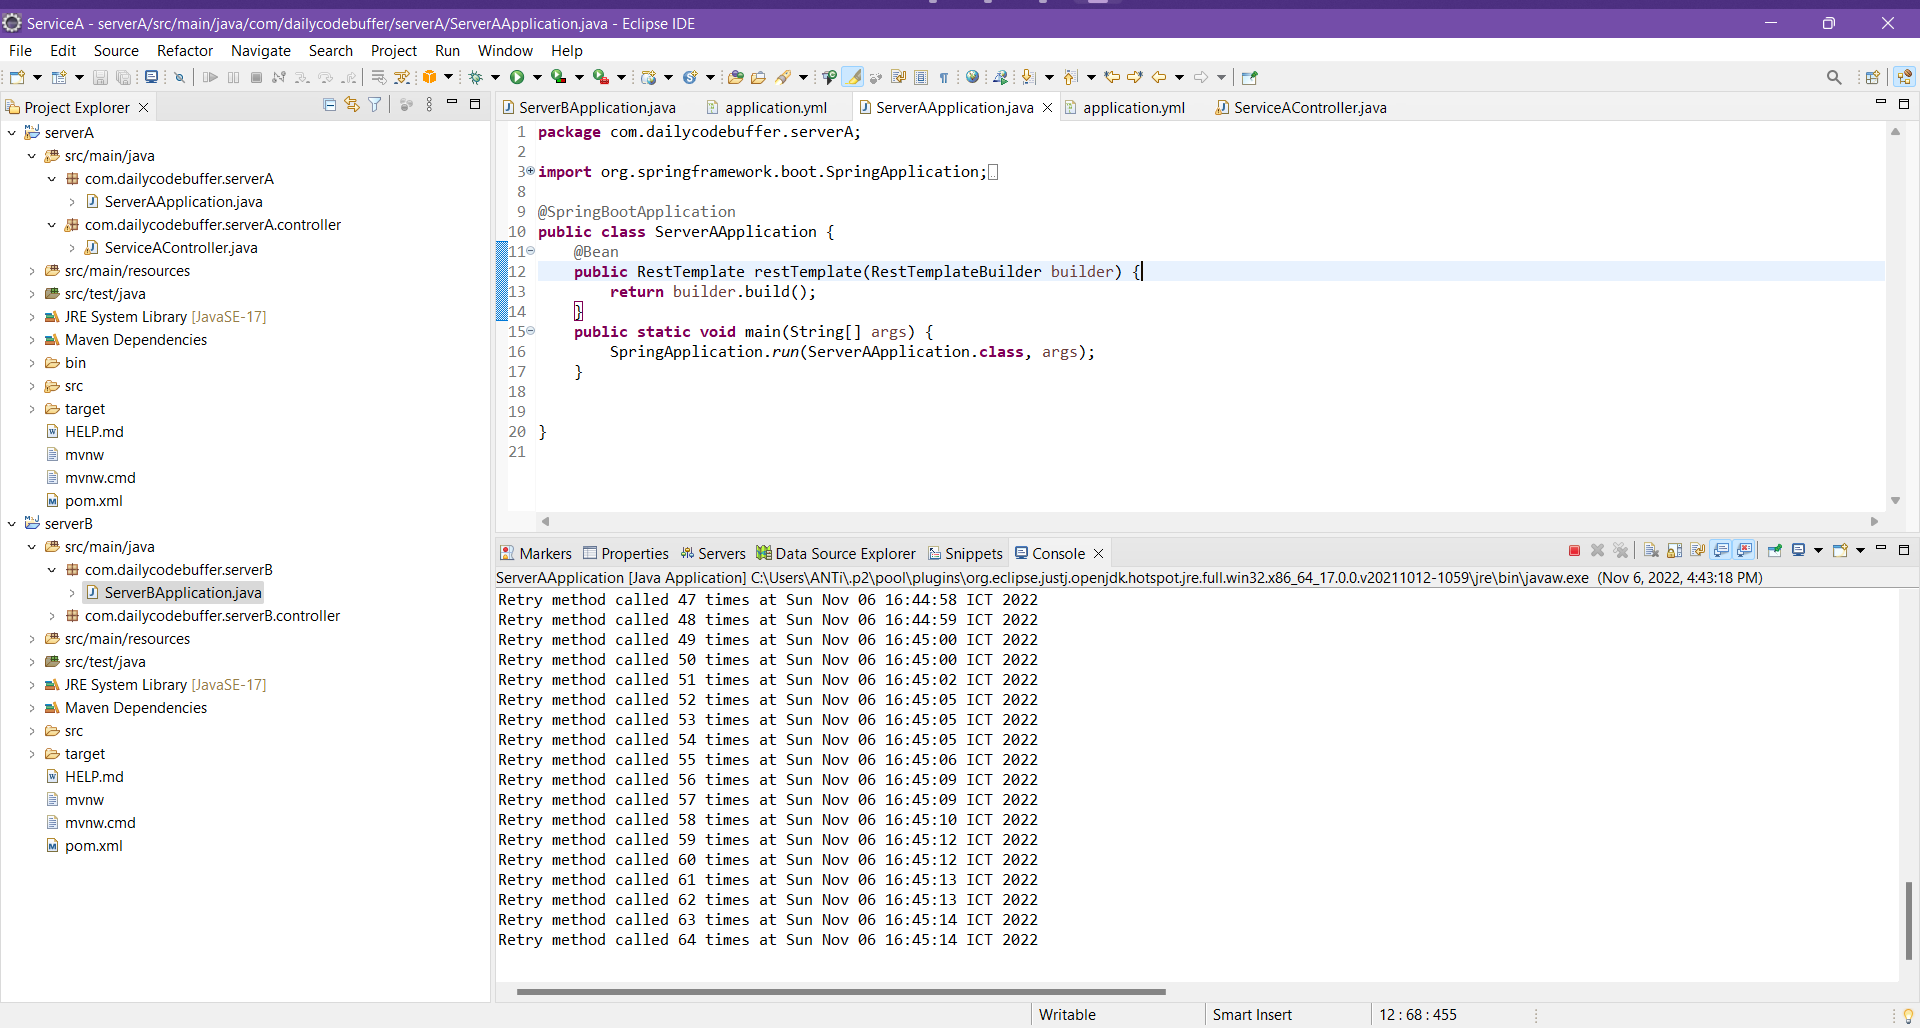 ServiceA - serverA/src/main/java/com/dailycodebuffer/serverA/ServerAApplication.java - Eclipse IDE
File Edit Source Refactor Navigate Search Project Run Window Help
Project Explorer
serverA
src/main/java
com.dailycodebuffer.serverA
ServerAApplication.java
com.dailycodebuffer.serverA.controller
ServiceAController.java
src/main/resources
src/test/java
JRE System Library [JavaSE-17]
Maven Dependencies
bin
src
target
HELP.md
mvnw
mvnw.cmd
pom.xml
serverB
src/main/java
com.dailycodebuffer.serverB
ServerBApplication.java
com.dailycodebuffer.serverB.controller
src/main/resources
src/test/java
JRE System Library [JavaSE-17]
Maven Dependencies
src
target
HELP.md
mvnw
mvnw.cmd
pom.xml
ServerBApplication.java application.yml ServerAApplication.java application.yml ServiceAController.java
1 package com.dailycodebuffer.serverA;
2
3 import org.springframework.boot.SpringApplication;
8
9 @SpringBootApplication
10 public class ServerAApplication {
11 @Bean
12 public RestTemplate restTemplate(RestTemplateBuilder builder) {
13 return builder.build();
14 }
15 public static void main(String[] args) {
16 SpringApplication.run(ServerAApplication.class, args);
17 }
18
19
20 }
21
Markers Properties Servers Data Source Explorer Snippets Console
ServerAApplication [Java Application] C:\Users\ANTi\.p2\pool\plugins\org.eclipse.justj.openjdk.hotspot.jre.full.win32.x86_64_17.0.0.v20211012-1059\jre\bin\javaw.exe (Nov 6, 2022, 4:43:18 PM)
Retry method called 47 times at Sun Nov 06 16:44:58 ICT 2022
Retry method called 48 times at Sun Nov 06 16:44:59 ICT 2022
Retry method called 49 times at Sun Nov 06 16:45:00 ICT 2022
Retry method called 50 times at Sun Nov 06 16:45:00 ICT 2022
Retry method called 51 times at Sun Nov 06 16:45:02 ICT 2022
Retry method called 52 times at Sun Nov 06 16:45:05 ICT 2022
Retry method called 53 times at Sun Nov 06 16:45:05 ICT 2022
Retry method called 54 times at Sun Nov 06 16:45:05 ICT 2022
Retry method called 55 times at Sun Nov 06 16:45:06 ICT 2022
Retry method called 56 times at Sun Nov 06 16:45:09 ICT 2022
Retry method called 57 times at Sun Nov 06 16:45:09 ICT 2022
Retry method called 58 times at Sun Nov 06 16:45:10 ICT 2022
Retry method called 59 times at Sun Nov 06 16:45:12 ICT 2022
Retry method called 60 times at Sun Nov 06 16:45:12 ICT 2022
Retry method called 61 times at Sun Nov 06 16:45:13 ICT 2022
Retry method called 62 times at Sun Nov 06 16:45:13 ICT 2022
Retry method called 63 times at Sun Nov 06 16:45:14 ICT 2022
Retry method called 64 times at Sun Nov 06 16:45:14 ICT 2022
Writable Smart Insert 12 : 68 : 455